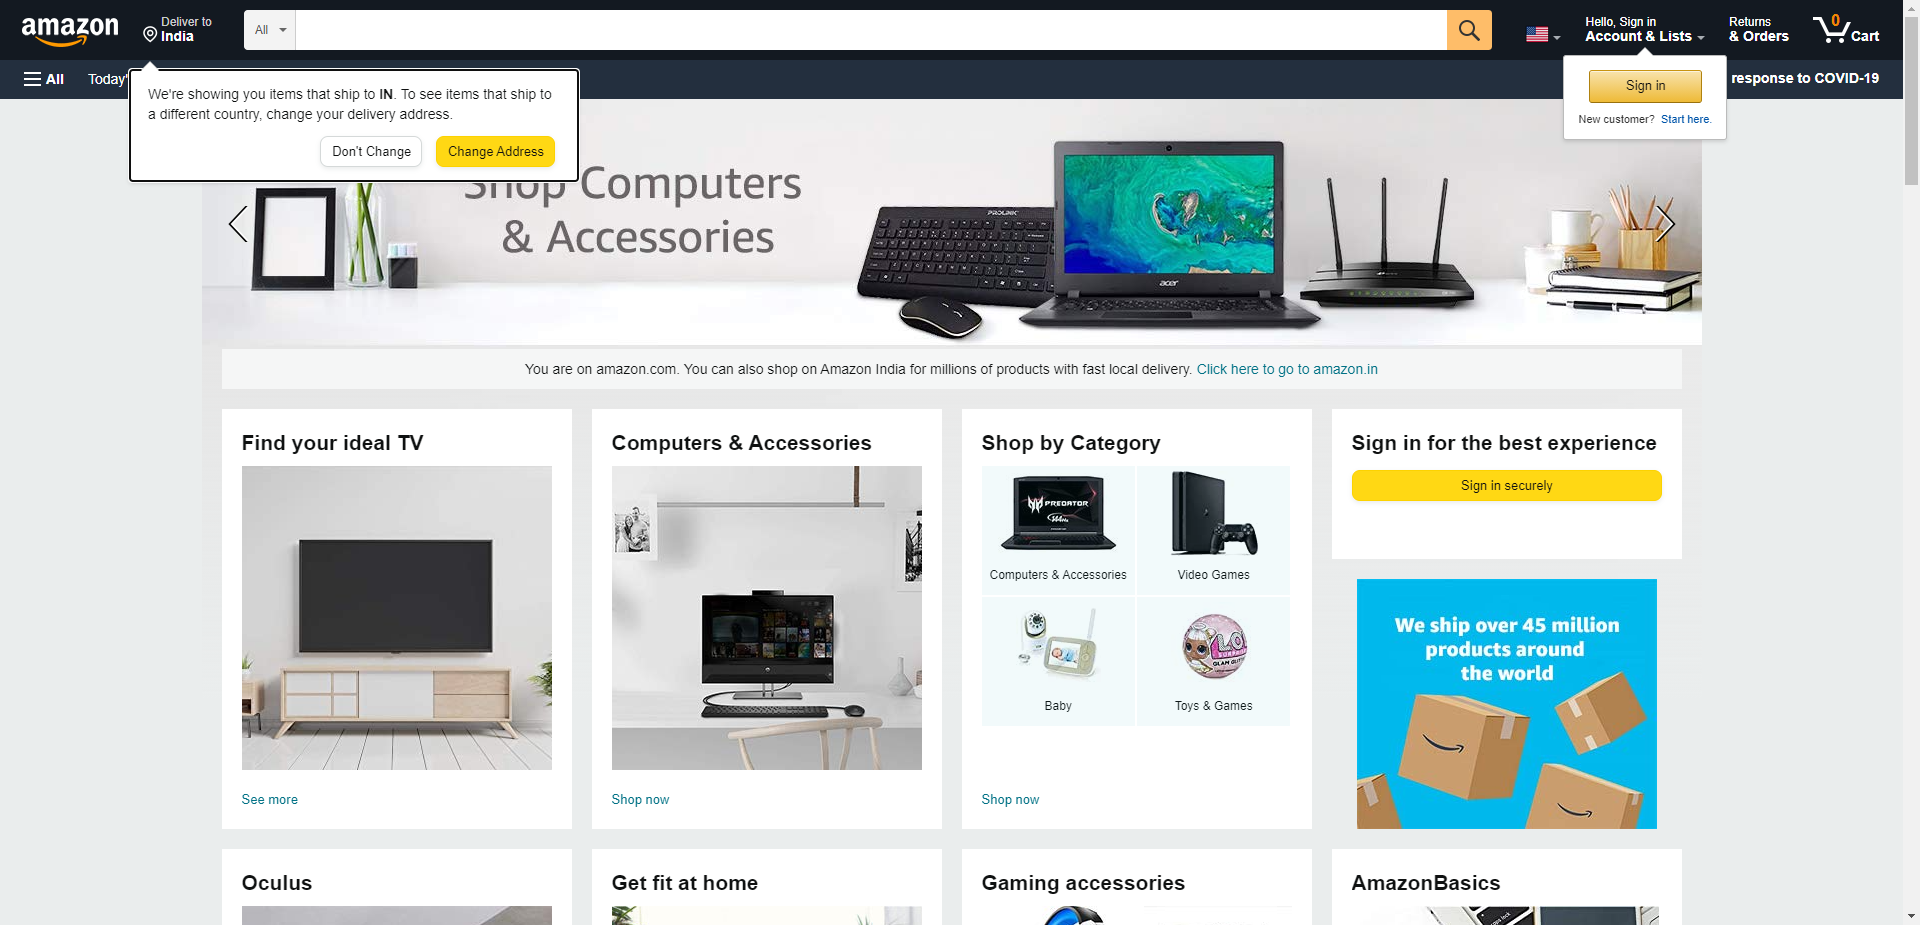 amazon
Deliver to
India
All
Hello, Sign in
Account & Lists
Returns
& Orders
0
Cart
All
Today'
response to COVID-19
We're showing you items that ship to IN. To see items that ship to
a different country, change your delivery address.
Don't Change
Change Address
Sign in
New customer? Start here.
Shop Computers
& Accessories
PROLINK
acer
You are on amazon.com. You can also shop on Amazon India for millions of products with fast local delivery. Click here to go to amazon.in
Find your ideal TV
See more
Computers & Accessories
Shop now
Shop by Category
PREDATOR
Computers & Accessories
Video Games
Baby
L.O.L
SURPRISE
GLAM GLITTER
Toys & Games
Shop now
Sign in for the best experience
Sign in securely
We ship over 45 million
products around
the world
Oculus
Get fit at home
Gaming accessories
AmazonBasics